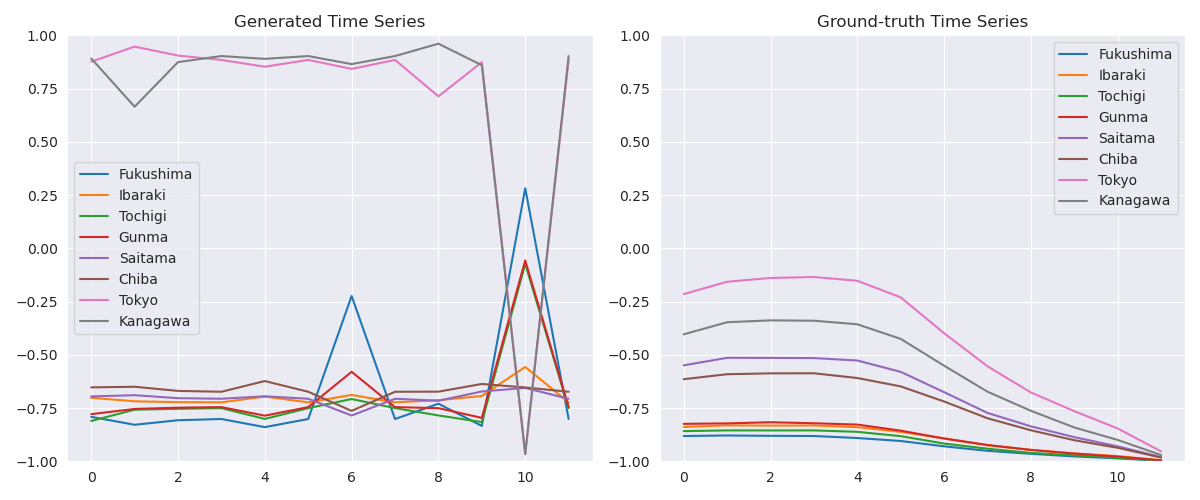 Generated Time Series
1.00
0.75
0.50
0.25
0.00
−0.25
−0.50
−0.75
−1.00
0 2 4 6 8 10
Fukushima
Ibaraki
Tochigi
Gunma
Saitama
Chiba
Tokyo
Kanagawa
Ground-truth Time Series
1.00
0.75
0.50
0.25
0.00
−0.25
−0.50
−0.75
−1.00
0 2 4 6 8 10
Fukushima
Ibaraki
Tochigi
Gunma
Saitama
Chiba
Tokyo
Kanagawa